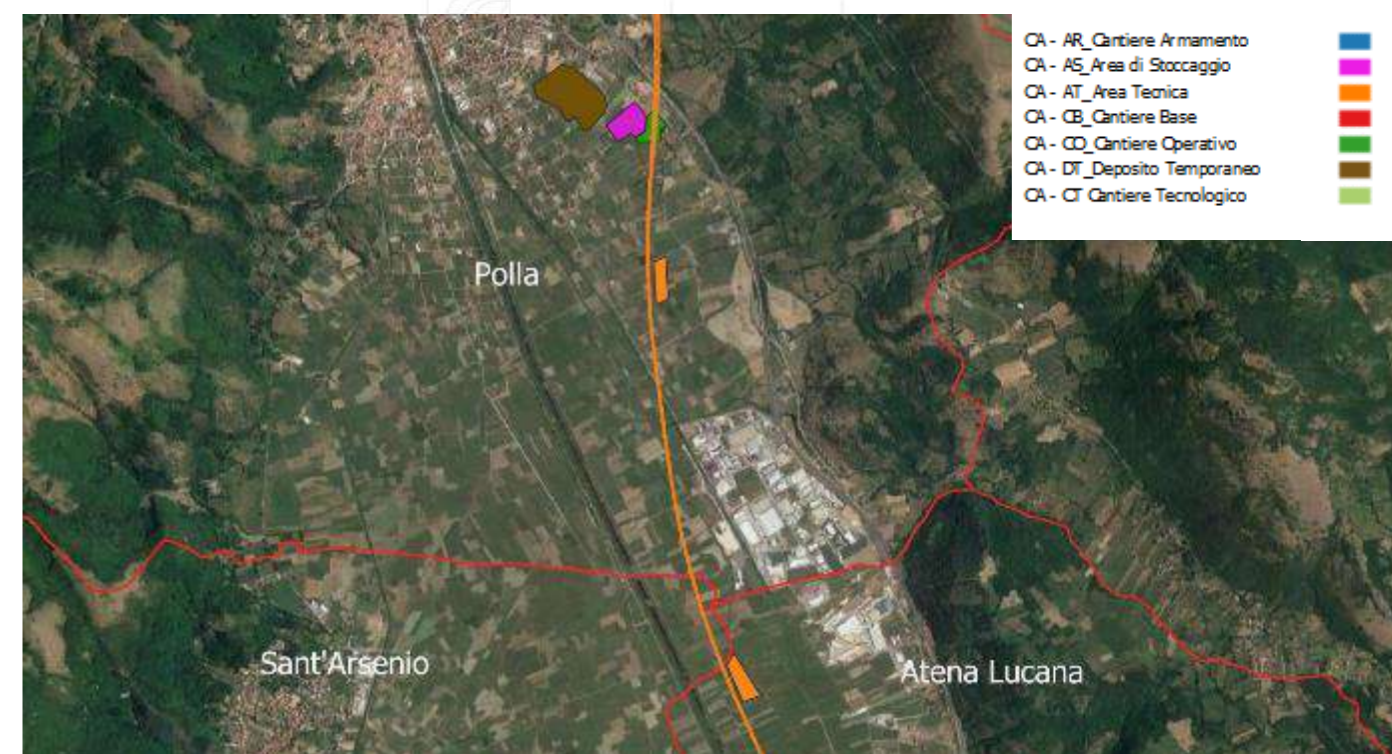 CA - AR_Cantiere Armamento
CA - AS_Area di Stoccaggio
CA - AT_Area Tecnica
CA - CB_Cantiere Base
CA - CO_Cantiere Operativo
CA - DT_Deposito Temporaneo
CA - CT Cantiere Tecnologico
Polla
Sant'Arsenio
Atena Lucana